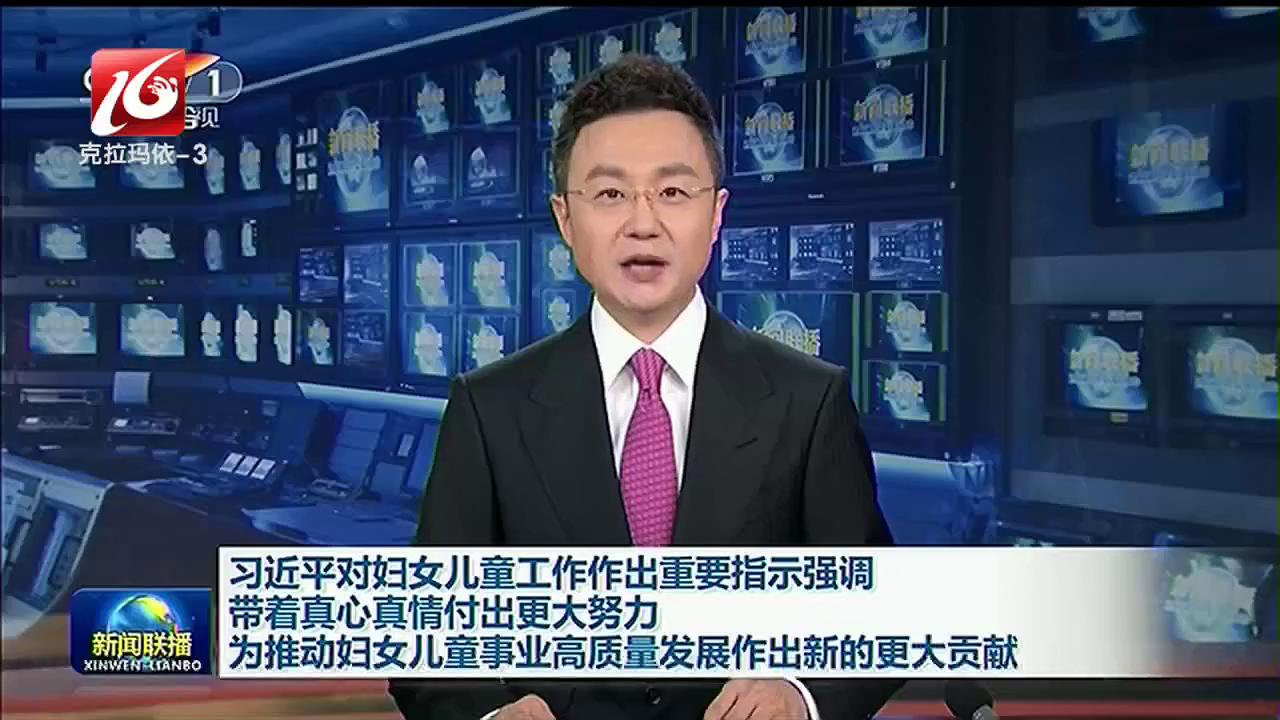 16
1
克拉玛依-3
习近平对妇女儿童工作作出重要指示强调
带着真心真情付出更大努力
为推动妇女儿童事业高质量发展作出新的更大贡献
新闻联播
XINWEN LIANBO